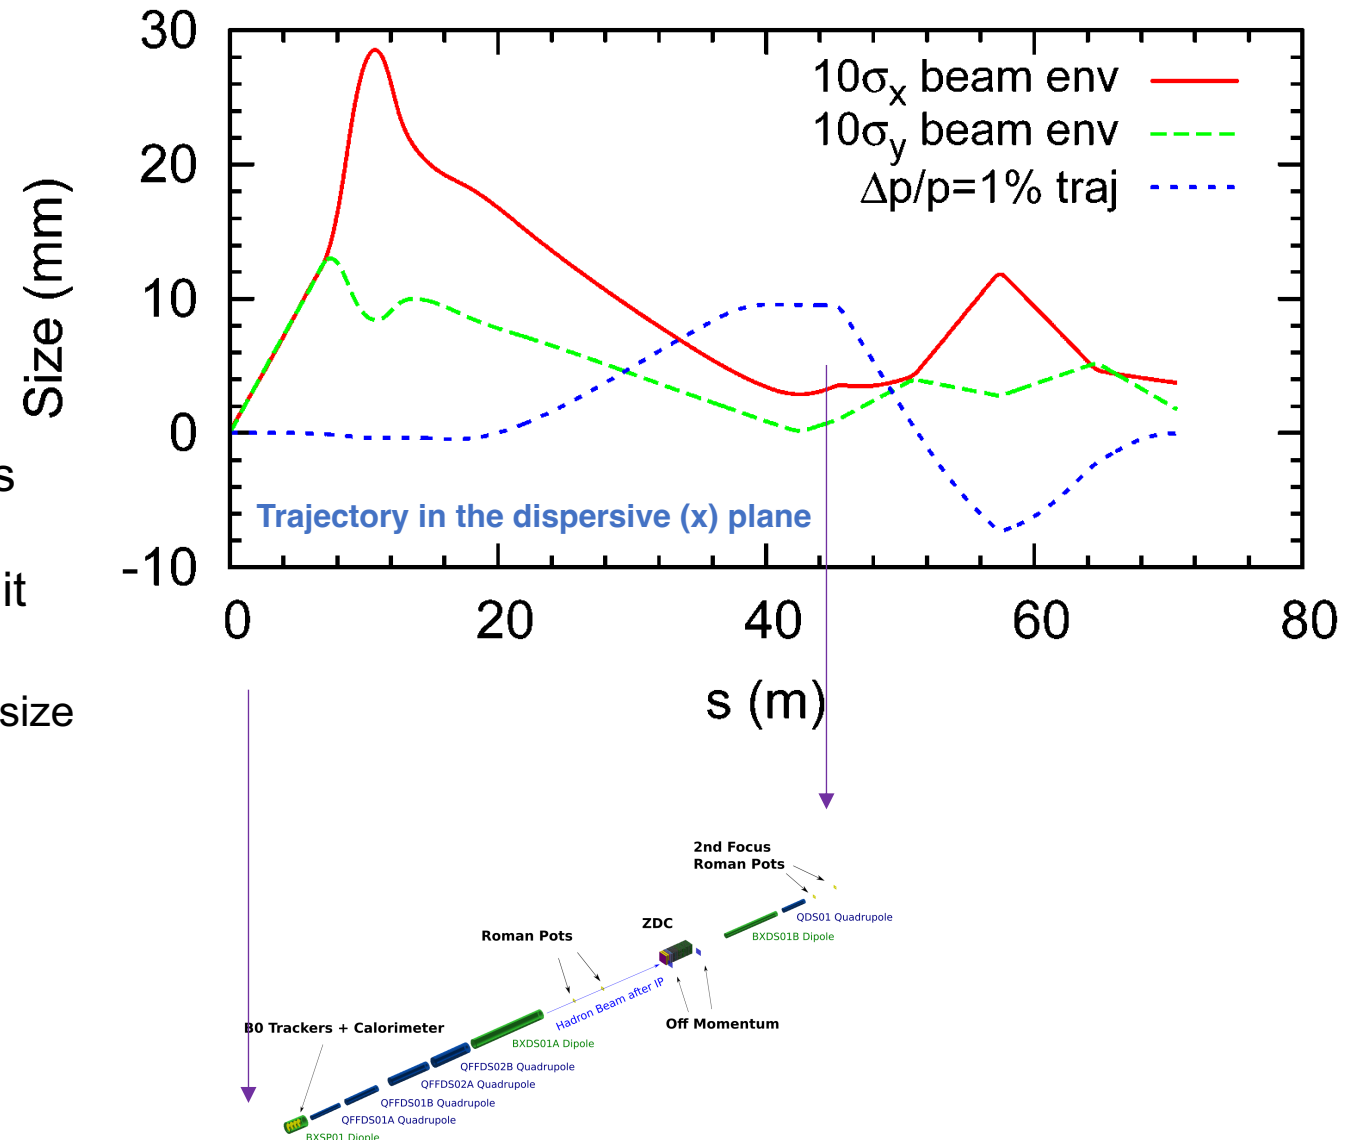 30
20
10
0
-10
Size (mm)
10σx beam env
10σy beam env
Δp/p=1% traj
Trajectory in the dispersive (x) plane
0 20 40 60 80
s (m)
s
it
size
2nd Focus
Roman Pots
QDS01 Quadrupole
BXDS01B Dipole
ZDC
Roman Pots
Hadron Beam after IP
Off Momentum
B0 Trackers + Calorimeter
BXDS01A Dipole
QFFDS02B Quadrupole
QFFDS02A Quadrupole
QFFDS01B Quadrupole
QFFDS01A Quadrupole
BXSP01 Diople